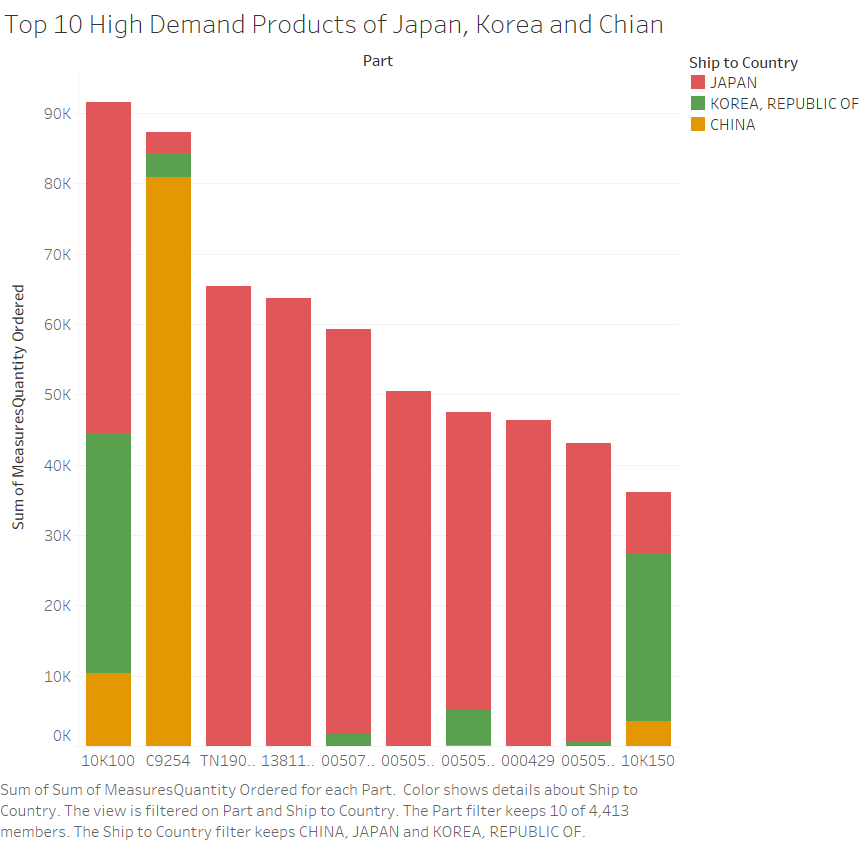 Top 10 High Demand Products of Japan, Korea and Chian
Part
Ship to Country
JAPAN
KOREA, REPUBLIC OF
CHINA
Sum of MeasuresQuantity Ordered
90K
80K
70K
60K
50K
40K
30K
20K
10K
0K
10K100 C9254 TN190.. 13811.. 00507.. 00505.. 00505.. 000429 00505.. 10K150
Sum of Sum of MeasuresQuantity Ordered for each Part. Color shows details about Ship to
Country. The view is filtered on Part and Ship to Country. The Part filter keeps 10 of 4,413
members. The Ship to Country filter keeps CHINA, JAPAN and KOREA, REPUBLIC OF.